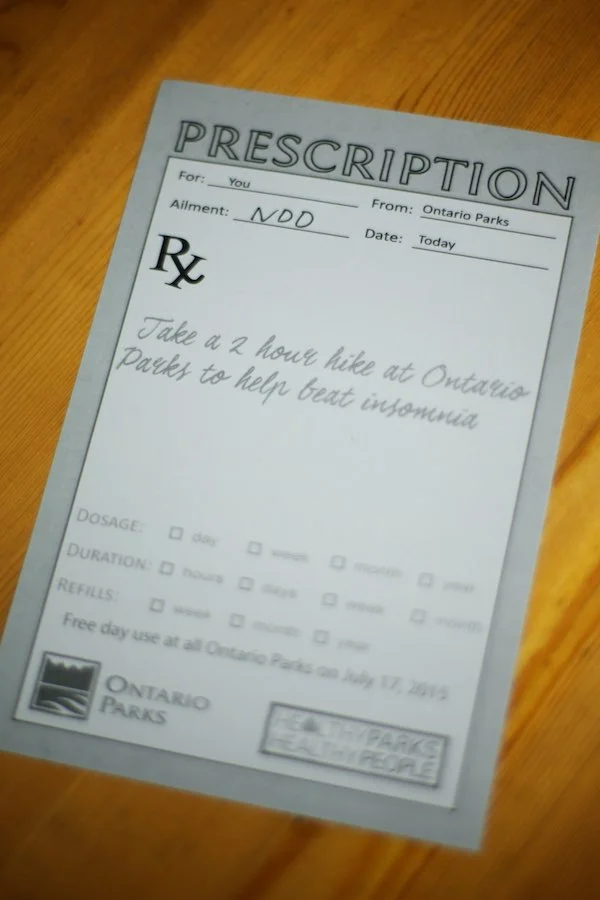 PRESCRIPTION
For: You From: Ontario Parks
Ailment: NDD Date: Today
Rx
Take a 2 hour hike at Ontario
Parks to help beat insomnia
DOSAGE: day week month year
DURATION: hours days week month
REFILLS: week month year
Free day use at all Ontario Parks on July 17, 2015
ONTARIO
PARKS
HEALTHY PARKS
HEALTHY PEOPLE